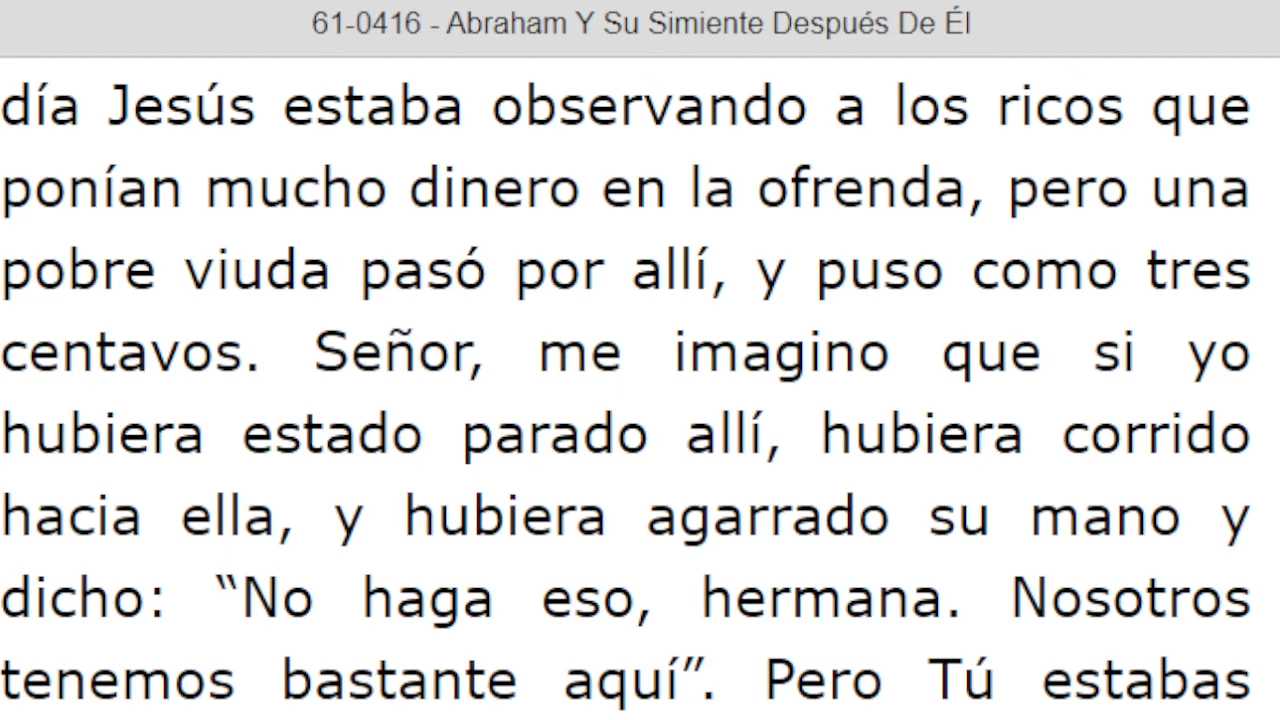 61-0416 - Abraham Y Su Simiente Después De Él
día Jesús estaba observando a los ricos que
ponían mucho dinero en la ofrenda, pero una
pobre viuda pasó por allí, y puso como tres
centavos. Señor, me imagino que si yo
hubiera estado parado allí, hubiera corrido
hacia ella, y hubiera agarrado su mano y
dicho: “No haga eso, hermana. Nosotros
tenemos bastante aquí”. Pero Tú estabas